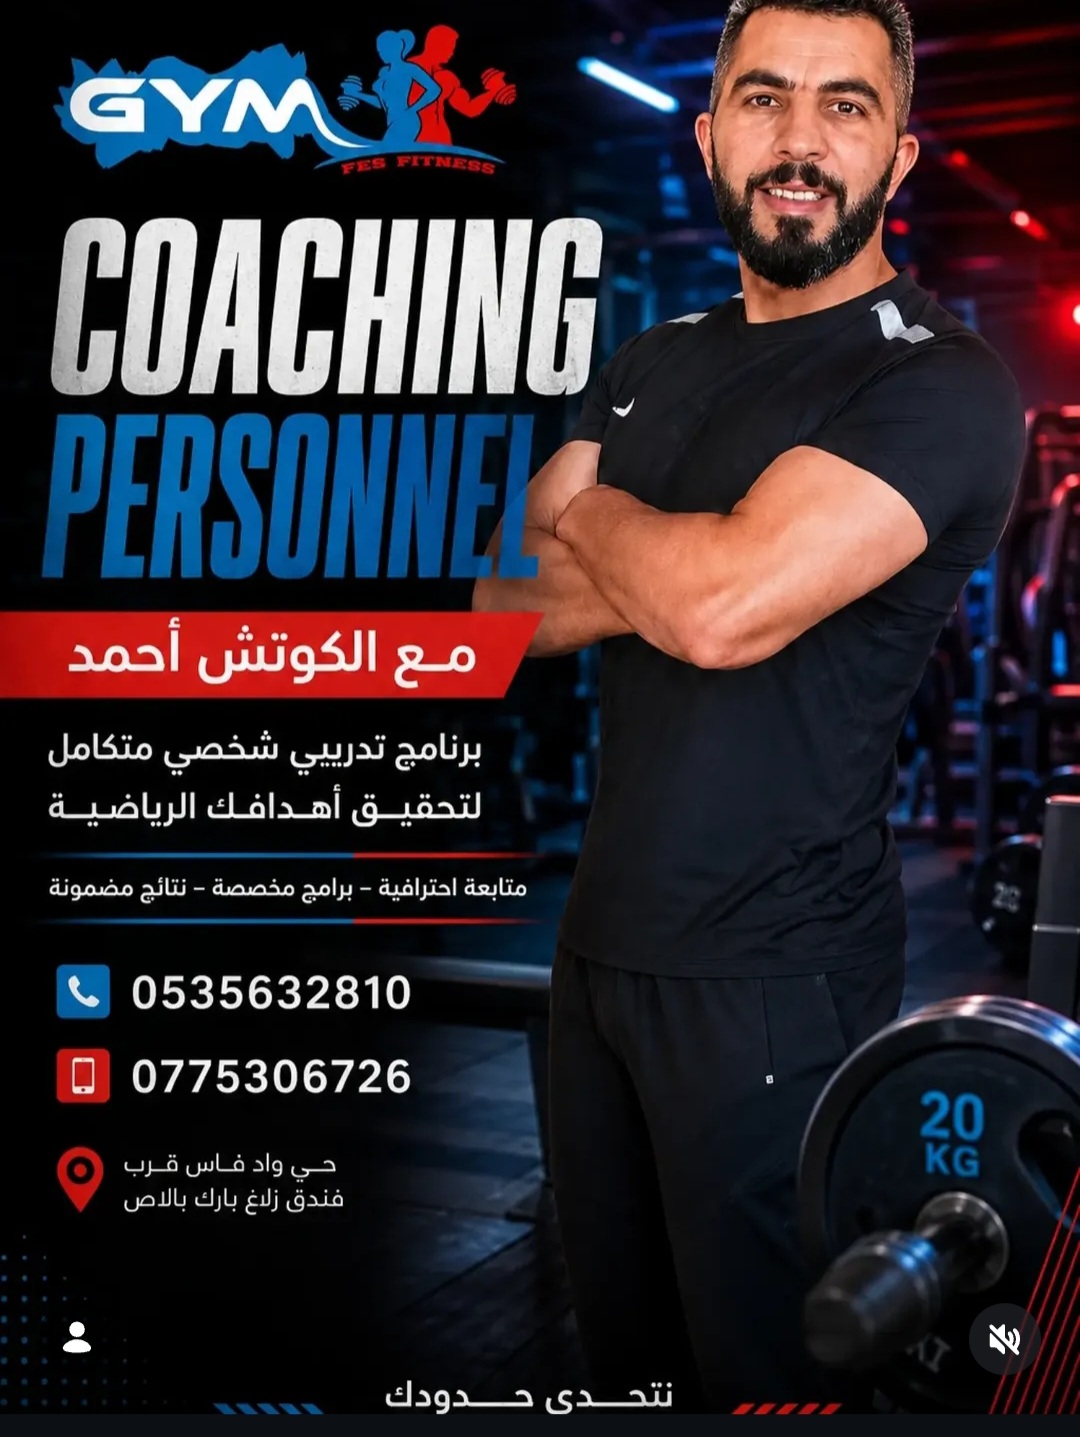 GYM
FES FITNESS
COACHING
PERSONNEL
مع الكوتش أحمد
برنامج تدريبي شخصي متكامل
لتحقيق أهدافك الرياضية
متابعة احترافية – برامج مخصصة – نتائج مضمونة
0535632810
0775306726
حي واد فاس قرب
فندق زلاغ بارك بالاص
20
KG
20
نتحدى حدودك